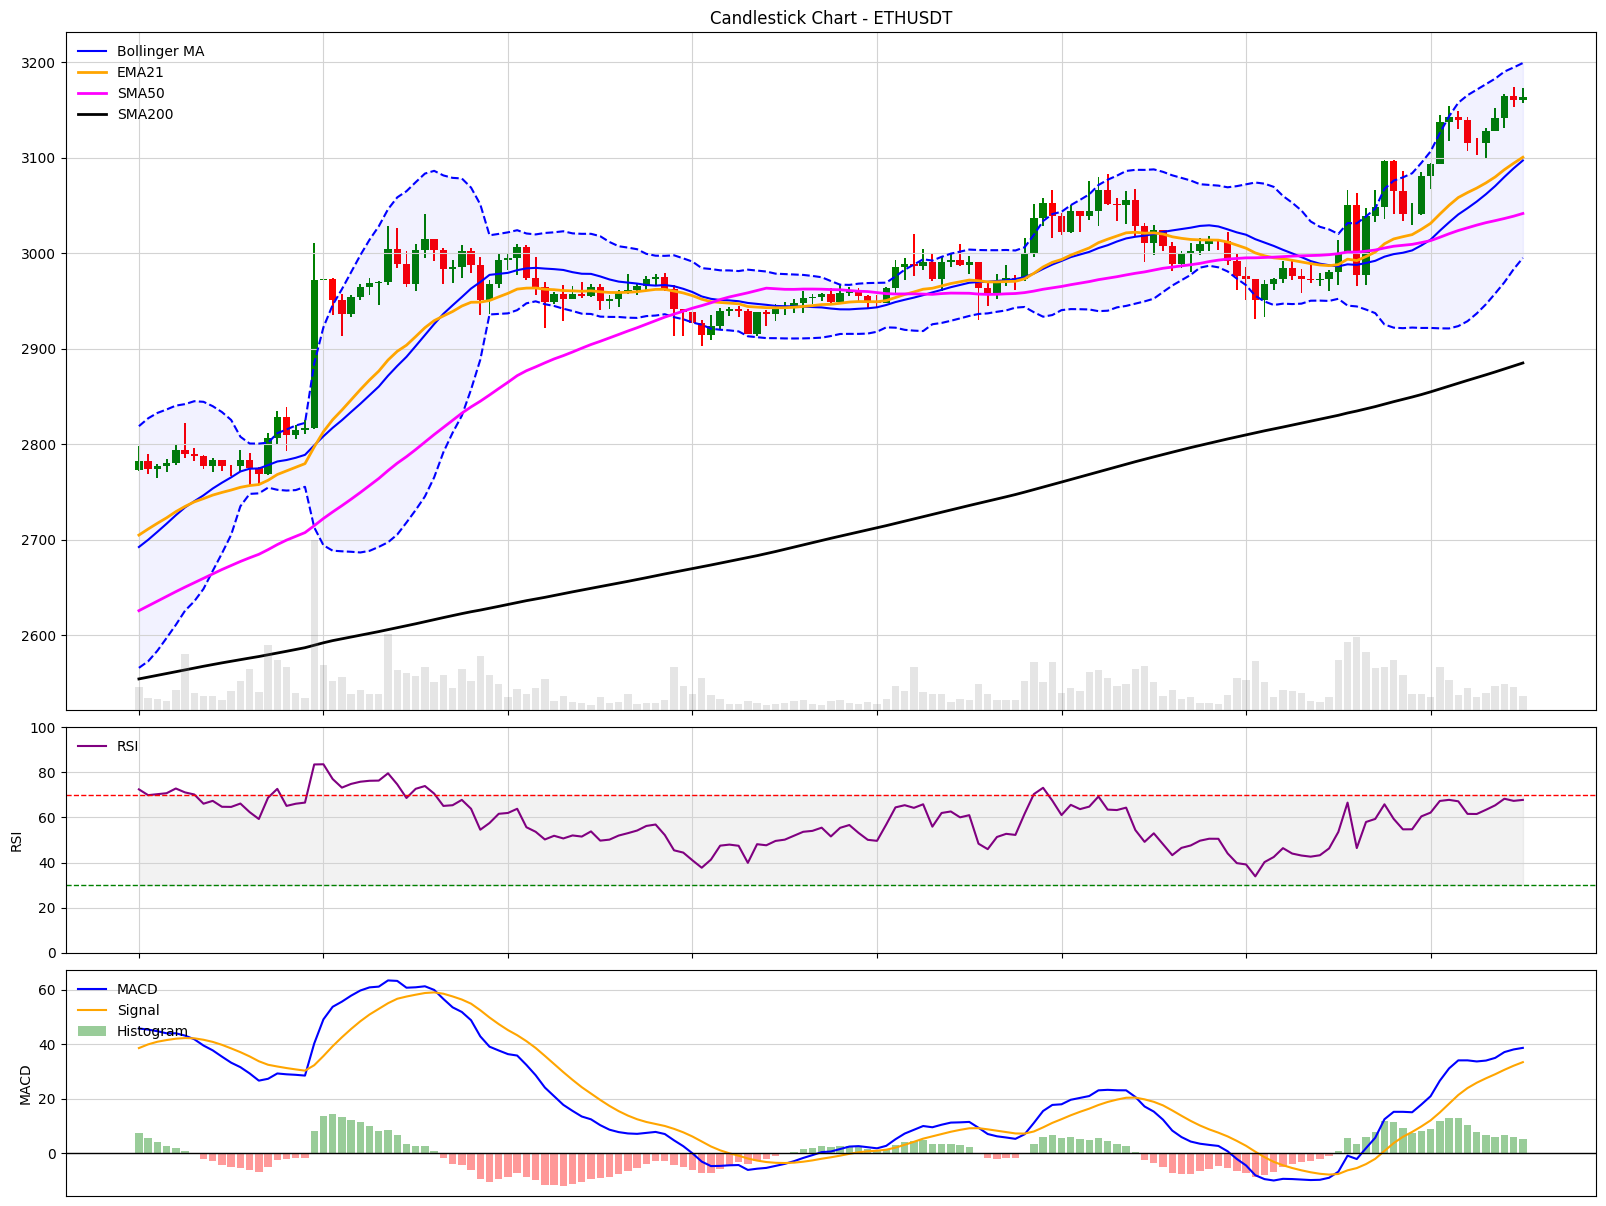 Candlestick Chart - ETHUSDT
Bollinger MA
EMA21
SMA50
SMA200
3200
3100
3000
2900
2800
2700
2600
RSI
100
80
60
40
20
0
RSI
MACD
Signal
Histogram
60
40
20
0
MACD